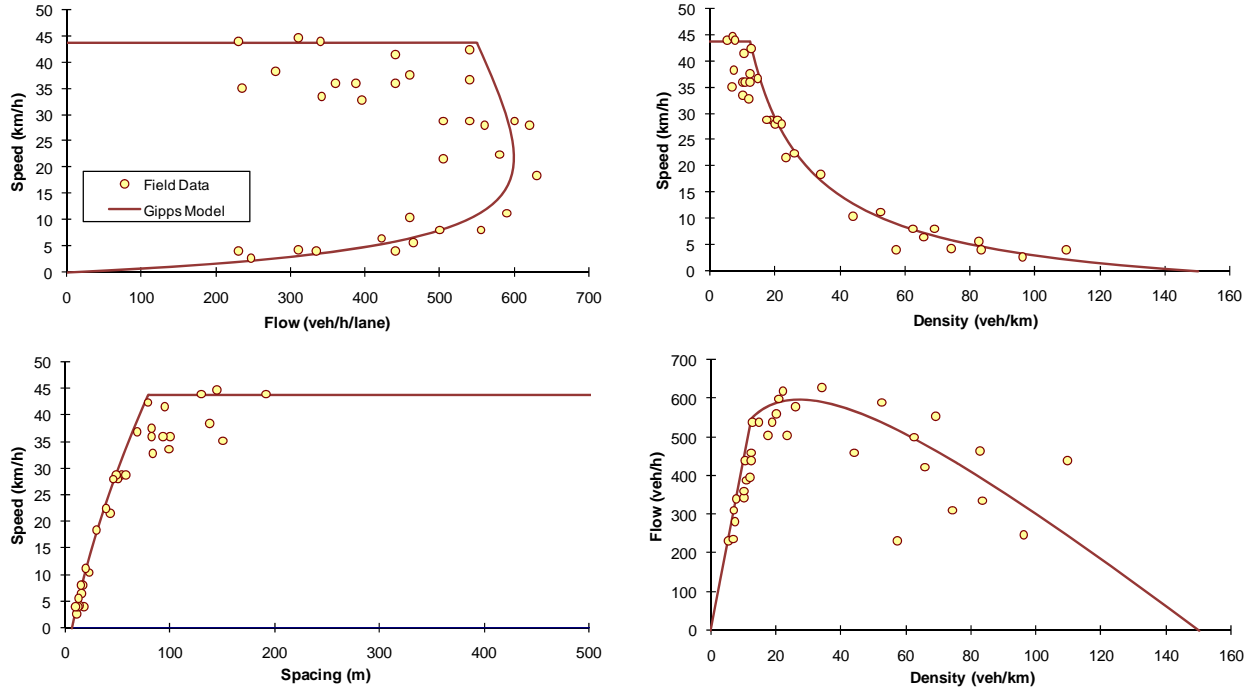 50
45
40
35
30
25
20
15
10
5
0
Speed (km/h)
Field Data
Gipps Model
0 100 200 300 400 500 600 700
Flow (veh/h/lane)
50
45
40
35
30
25
20
15
10
5
0
Speed (km/h)
0 20 40 60 80 100 120 140 160
Density (veh/km)
50
45
40
35
30
25
20
15
10
5
0
Speed (km/h)
0 100 200 300 400 500
Spacing (m)
700
600
500
400
300
200
100
0
Flow (veh/h)
0 20 40 60 80 100 120 140 160
Density (veh/km)